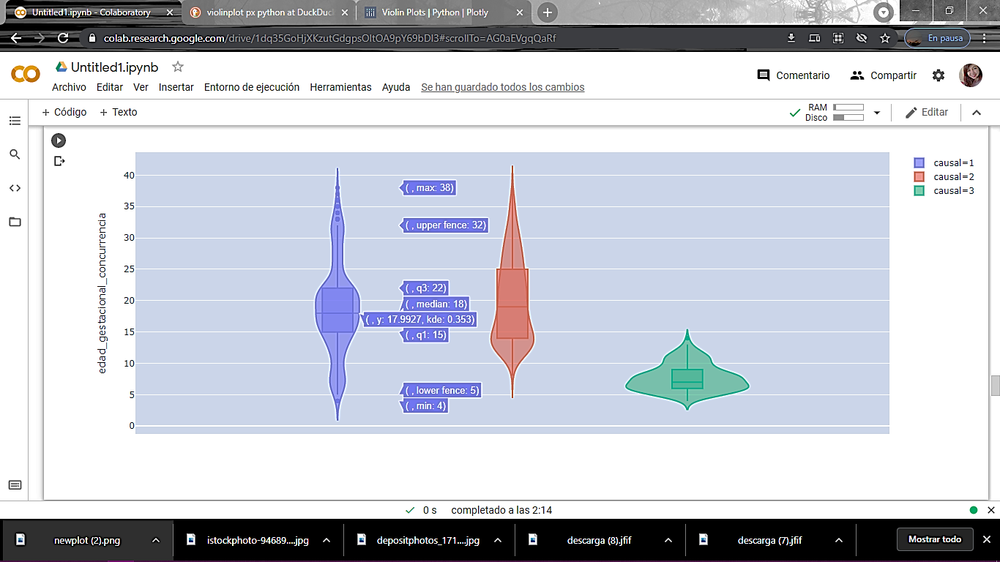 Untitled1.ipynb - Colaboratory
violinplot px python at DuckDuc
Violin Plots | Python | Plotly
colab.research.google.com/drive/1dq35GoHjXKzutGdgpsOltOA9pY69bDl3#scrollTo=AG0aEVgqQaRf
En pausa
Untitled1.ipynb
Comentario
Compartir
Archivo Editar Ver Insertar Entorno de ejecución Herramientas Ayuda Se han guardado todos los cambios
+ Código + Texto
RAM
Disco
Editar
edad_gestacional_concurrencia
40
35
30
25
20
15
10
5
0
( , max: 38)
( , upper fence: 32)
( , q3: 22)
( , median: 18)
( , y: 17.9927, kde: 0.353)
( , q1: 15)
( , lower fence: 5)
( , min: 4)
causal=1
causal=2
causal=3
0 s completado a las 2:14
newplot (2).png
istockphoto-94689....jpg
depositphotos_171....jpg
descarga (8).jfif
descarga (7).jfif
Mostrar todo